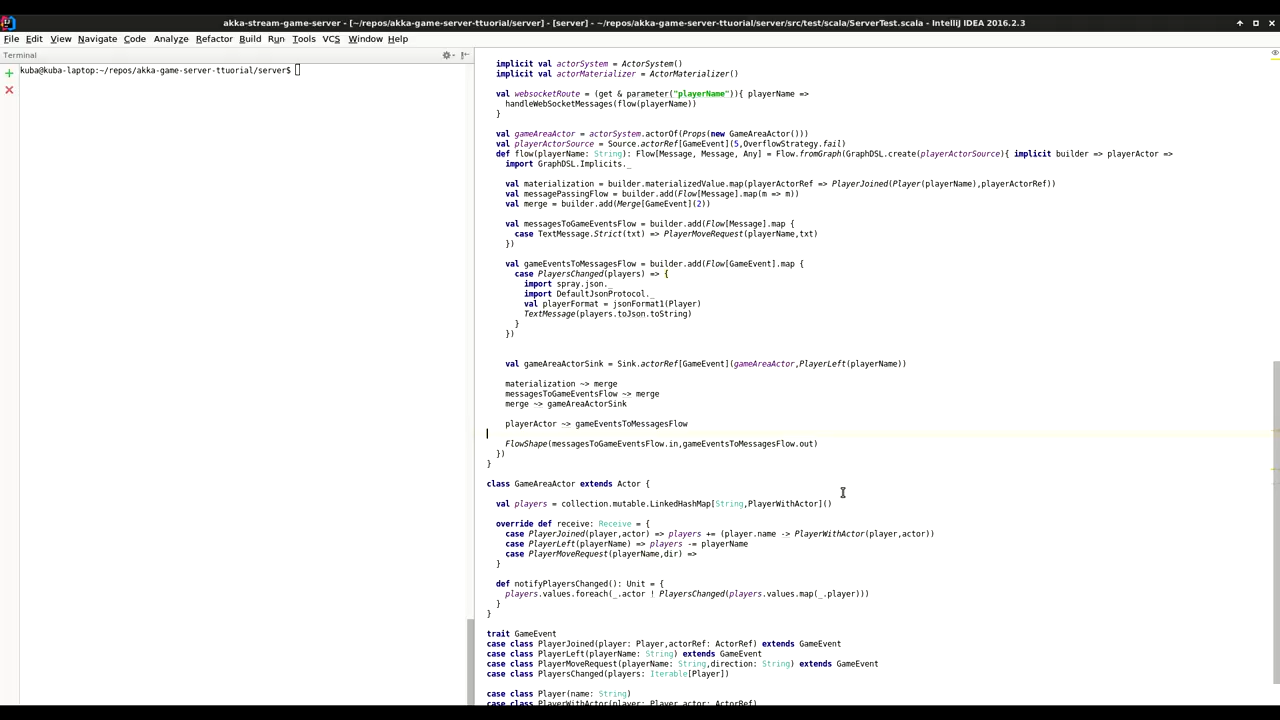 akka-stream-game-server - [~/repos/akka-game-server-ttuorial/server] - [server] - ~/repos/akka-game-server-ttuorial/server/src/test/scala/ServerTest.scala - IntelliJ IDEA 2016.2.3
File Edit View Navigate Code Analyze Refactor Build Run Tools VCS Window Help
Terminal
kuba@kuba-laptop:~/repos/akka-game-server-ttuorial/server$
implicit val actorSystem = ActorSystem()
implicit val actorMaterializer = ActorMaterializer()
val websocketRoute = (get & parameter("playerName")){ playerName =>
handleWebSocketMessages(flow(playerName))
}
val gameAreaActor = actorSystem.actorOf(Props(new GameAreaActor()))
val playerActorSource = Source.actorRef[GameEvent](5,OverflowStrategy.fail)
def flow(playerName: String): Flow[Message, Message, Any] = Flow.fromGraph(GraphDSL.create(playerActorSource){ implicit builder => playerActor =>
import GraphDSL.Implicits._
val materialization = builder.materializedValue.map(playerActorRef => PlayerJoined(Player(playerName),playerActorRef))
val messagePassingFlow = builder.add(Flow[Message].map(m => m))
val merge = builder.add(Merge[GameEvent](2))
val messagesToGameEventsFlow = builder.add(Flow[Message].map {
case TextMessage.Strict(txt) => PlayerMoveRequest(playerName,txt)
})
val gameEventsToMessagesFlow = builder.add(Flow[GameEvent].map {
case PlayersChanged(players) => {
import spray.json._
import DefaultJsonProtocol._
val playerFormat = jsonFormat1(Player)
TextMessage(players.toJson.toString)
}
})
val gameAreaActorSink = Sink.actorRef[GameEvent](gameAreaActor,PlayerLeft(playerName))
materialization ~> merge
messagesToGameEventsFlow ~> merge
merge ~> gameAreaActorSink
playerActor ~> gameEventsToMessagesFlow
FlowShape(messagesToGameEventsFlow.in,gameEventsToMessagesFlow.out)
})
}
class GameAreaActor extends Actor {
val players = collection.mutable.LinkedHashMap[String,PlayerWithActor]()
override def receive: Receive = {
case PlayerJoined(player,actor) => players += (player.name -> PlayerWithActor(player,actor))
case PlayerLeft(playerName) => players -= playerName
case PlayerMoveRequest(playerName,dir) =>
}
def notifyPlayersChanged(): Unit = {
players.values.foreach(_.actor ! PlayersChanged(players.values.map(_.player)))
}
}
trait GameEvent
case class PlayerJoined(player: Player,actorRef: ActorRef) extends GameEvent
case class PlayerLeft(playerName: String) extends GameEvent
case class PlayerMoveRequest(playerName: String,direction: String) extends GameEvent
case class PlayersChanged(players: Iterable[Player])
case class Player(name: String)
case class PlayerWithActor(player: Player,actor: ActorRef)